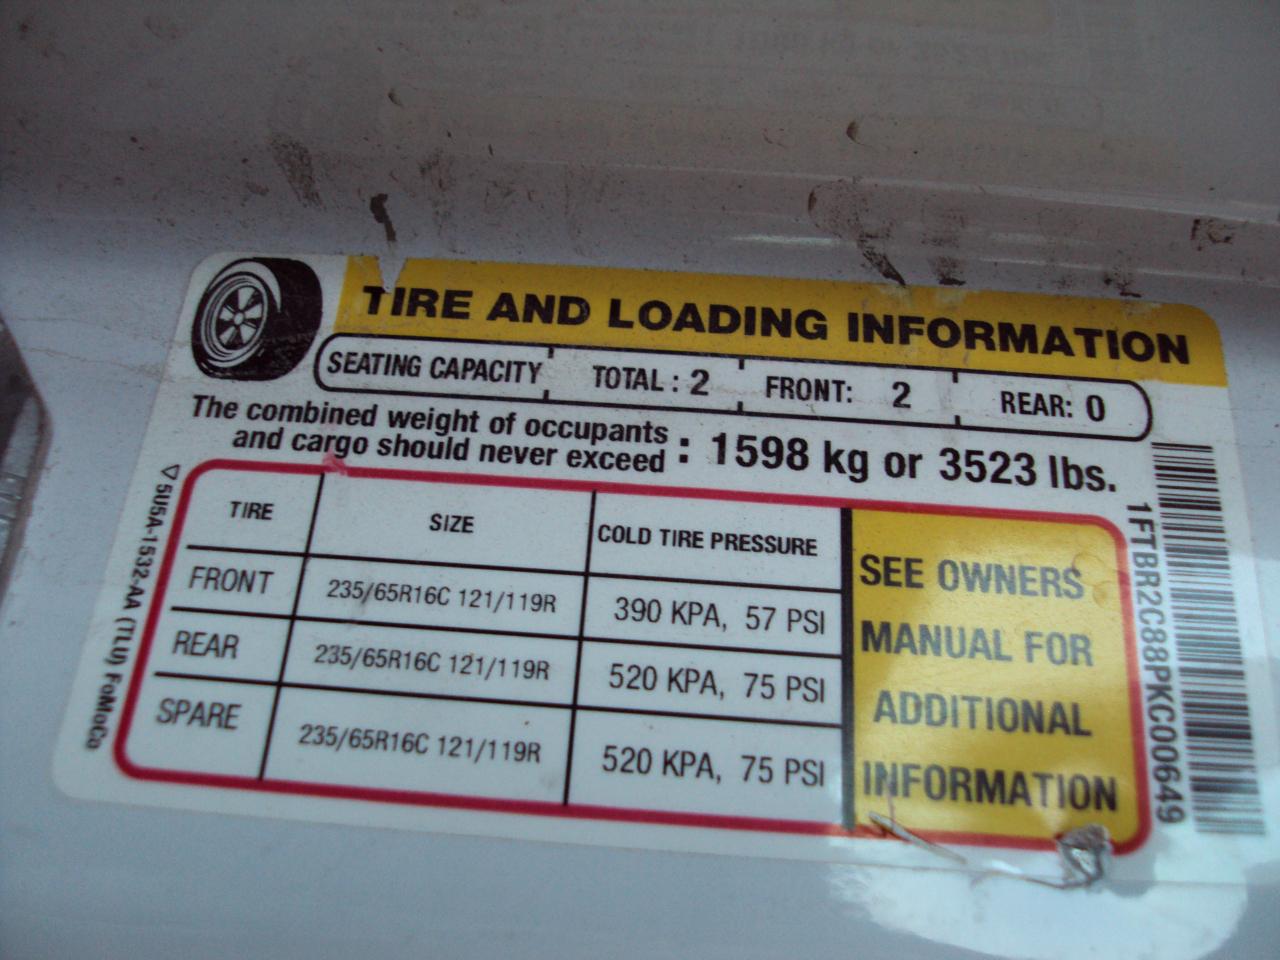 TIRE AND LOADING INFORMATION
SEATING CAPACITY TOTAL : 2 FRONT: 2 REAR: 0
The combined weight of occupants
and cargo should never exceed : 1598 kg or 3523 lbs.
TIRE SIZE COLD TIRE PRESSURE
FRONT 235/65R16C 121/119R 390 KPA, 57 PSI
REAR 235/65R16C 121/119R 520 KPA, 75 PSI
SPARE 235/65R16C 121/119R 520 KPA, 75 PSI
SEE OWNERS
MANUAL FOR
ADDITIONAL
INFORMATION
5U5A-1532-AA (TLU) FoMoCo
1FTBR2C88PKC00649